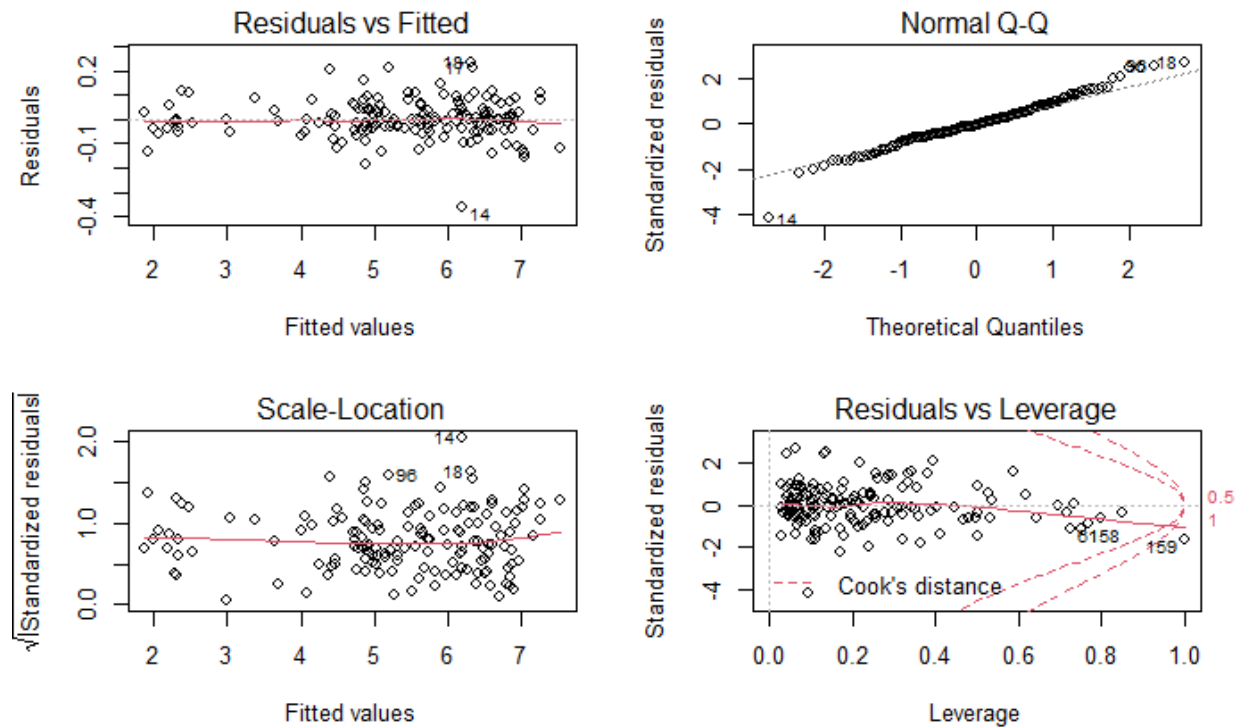 Residuals vs Fitted
Residuals
0.2
-0.1
-0.4
18
17
14
2 3 4 5 6 7
Fitted values
Normal Q-Q
Standardized residuals
2
0
-2
-4
18
14
-2 -1 0 1 2
Theoretical Quantiles
Scale-Location
√|Standardized residuals|
2.0
1.0
0.0
14
96
18
2 3 4 5 6 7
Fitted values
Residuals vs Leverage
Standardized residuals
2
0
-2
-4
0.5
1
158
159
Cook's distance
0.0 0.2 0.4 0.6 0.8 1.0
Leverage